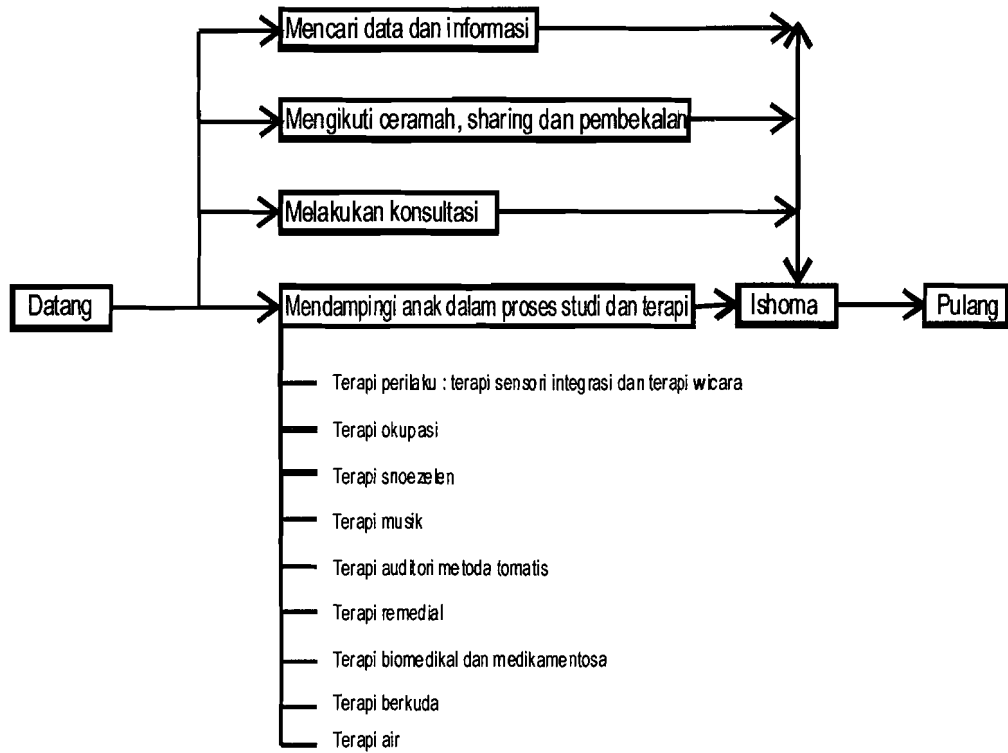 Mencari data dan informasi
Mengikuti ceramah, sharing dan pembekalan
Melakukan konsultasi
Datang
Mendampingi anak dalam proses studi dan terapi
Ishoma
Pulang
Terapi perilaku : terapi sensori integrasi dan terapi wicara
Terapi okupasi
Terapi snoezelen
Terapi musik
Terapi auditori metoda tomatis
Terapi remedial
Terapi biomedikal dan medikamentosa
Terapi berkuda
Terapi air